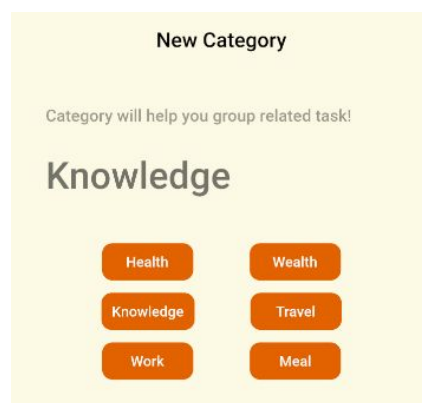 New Category
Category will help you group related task!
Knowledge
Health Wealth
Knowledge Travel
Work Meal